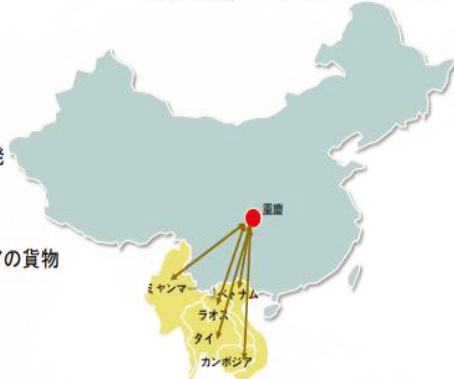 重慶
アの貨物
ミャンマー
ベトナム
ラオス
タイ
カンボジア